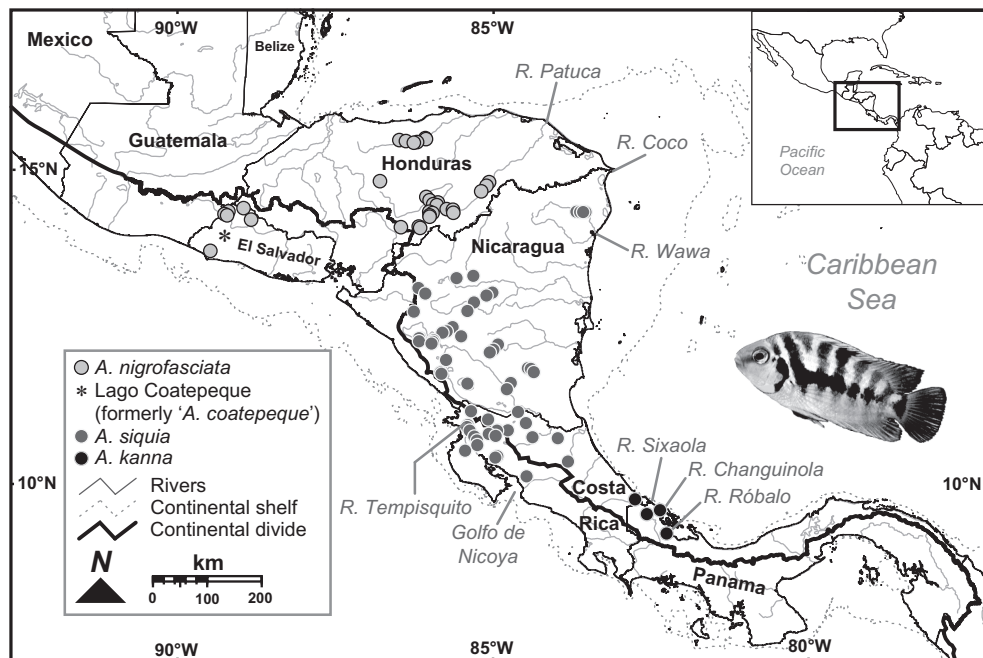 90°W
85°W
Mexico
Belize
R. Patuca
Guatemala
Honduras
R. Coco
Pacific
Ocean
15°N
15°N
Nicaragua
El Salvador
R. Wawa
Caribbean
Sea
A. nigrofasciata
* Lago Coatepeque
(formerly ‘A. coatepeque’)
A. siquia
A. kanna
Rivers
Continental shelf
Continental divide
N
km
0 100 200
R. Sixaola
R. Changuinola
R. Róbalo
10°N
10°N
Costa
Rica
R. Tempisquito
Golfo de
Nicoya
Panama
90°W
85°W
80°W